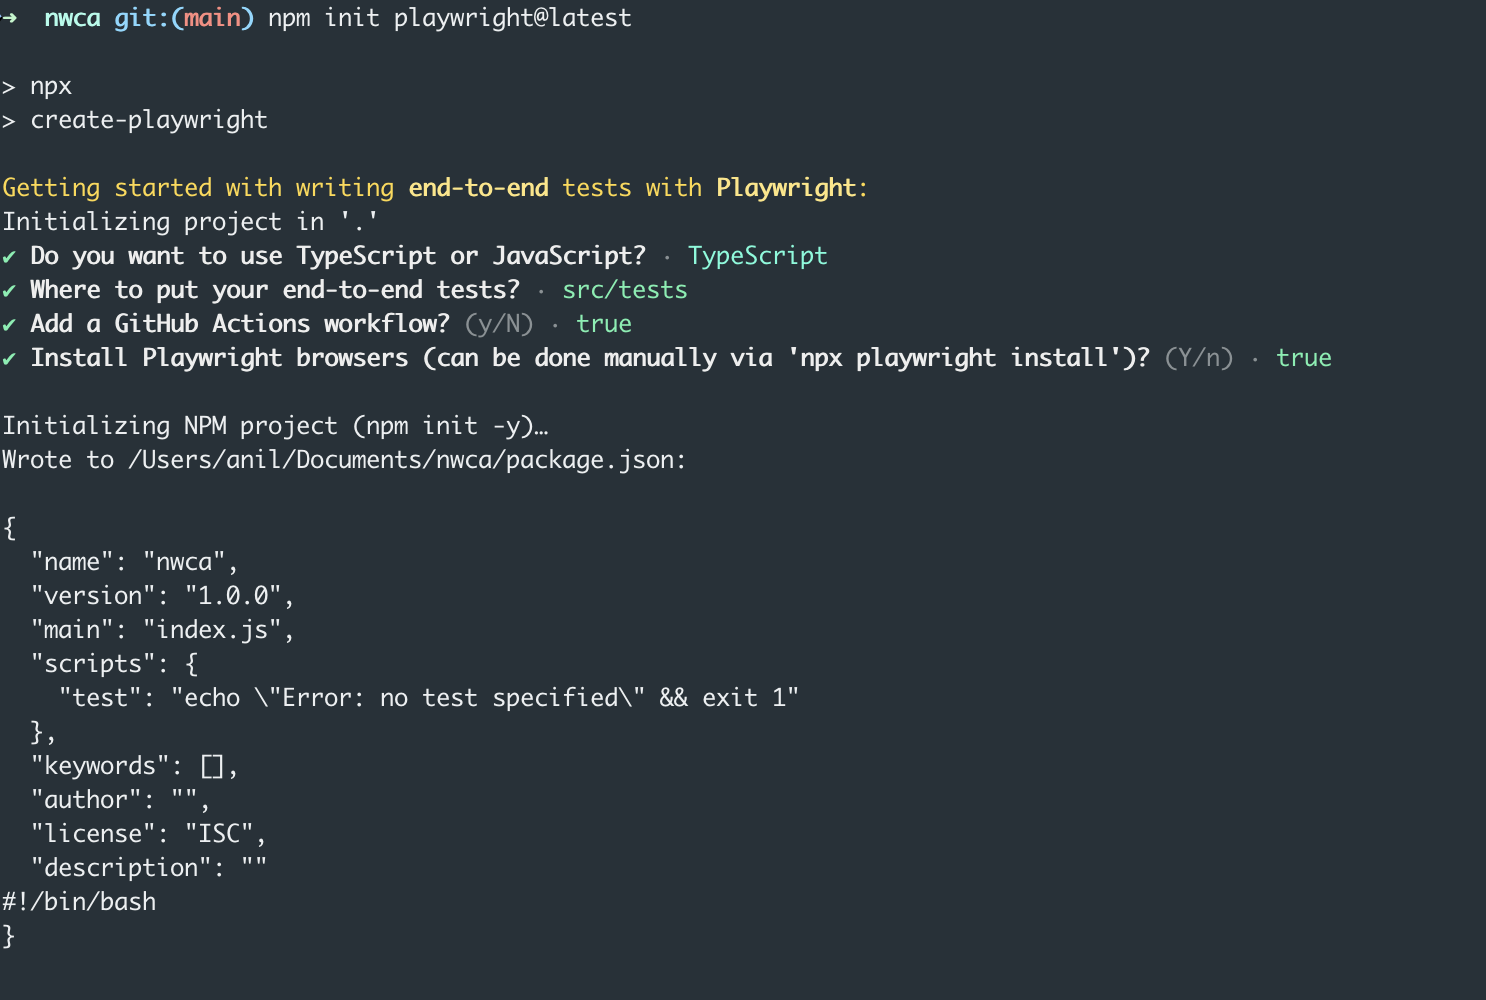 → nwca git:(main) npm init playwright@latest
> npx
> create-playwright
Getting started with writing end-to-end tests with Playwright:
Initializing project in '.'
✔ Do you want to use TypeScript or JavaScript? · TypeScript
✔ Where to put your end-to-end tests? · src/tests
✔ Add a GitHub Actions workflow? (y/N) · true
✔ Install Playwright browsers (can be done manually via 'npx playwright install')? (Y/n) · true
Initializing NPM project (npm init -y)…
Wrote to /Users/anil/Documents/nwca/package.json:
{
  "name": "nwca",
  "version": "1.0.0",
  "main": "index.js",
  "scripts": {
    "test": "echo \"Error: no test specified\" && exit 1"
  },
  "keywords": [],
  "author": "",
  "license": "ISC",
  "description": ""
#!/bin/bash
}